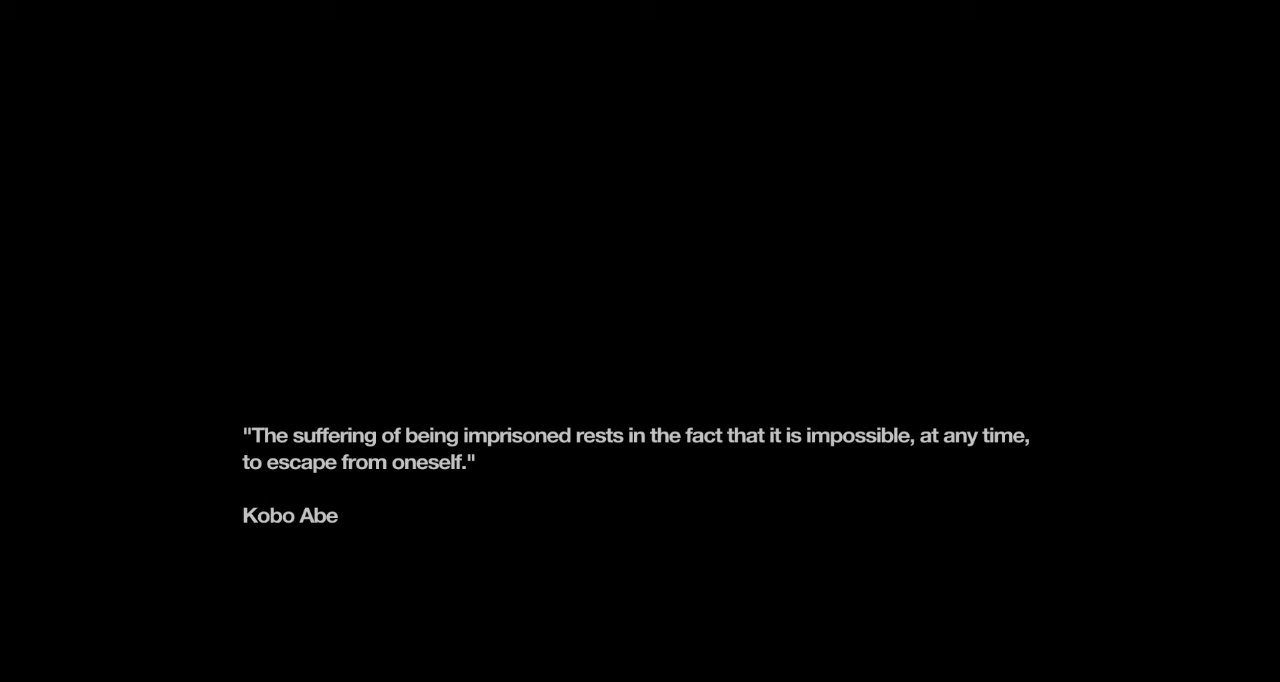 "The suffering of being imprisoned rests in the fact that it is impossible, at any time,
to escape from oneself."
Kobo Abe